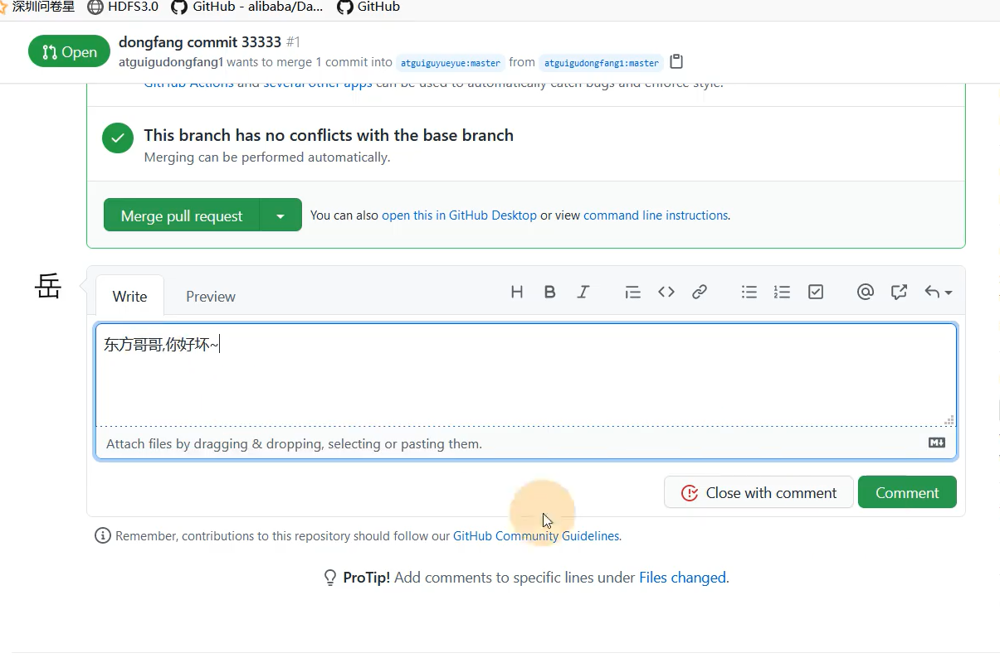 深圳问卷星 HDFS3.0 GitHub - alibaba/Da... GitHub
Open
dongfang commit 33333 #1
atguigudongfang1 wants to merge 1 commit into atguiguyueyue:master from atguigudongfang1:master
GitHub Actions and several other apps can be used to automatically catch bugs and enforce style.
This branch has no conflicts with the base branch
Merging can be performed automatically.
Merge pull request You can also open this in GitHub Desktop or view command line instructions.
岳
Write Preview
东方哥哥,你好坏~
Attach files by dragging & dropping, selecting or pasting them.
Close with comment Comment
Remember, contributions to this repository should follow our GitHub Community Guidelines.
ProTip! Add comments to specific lines under Files changed.